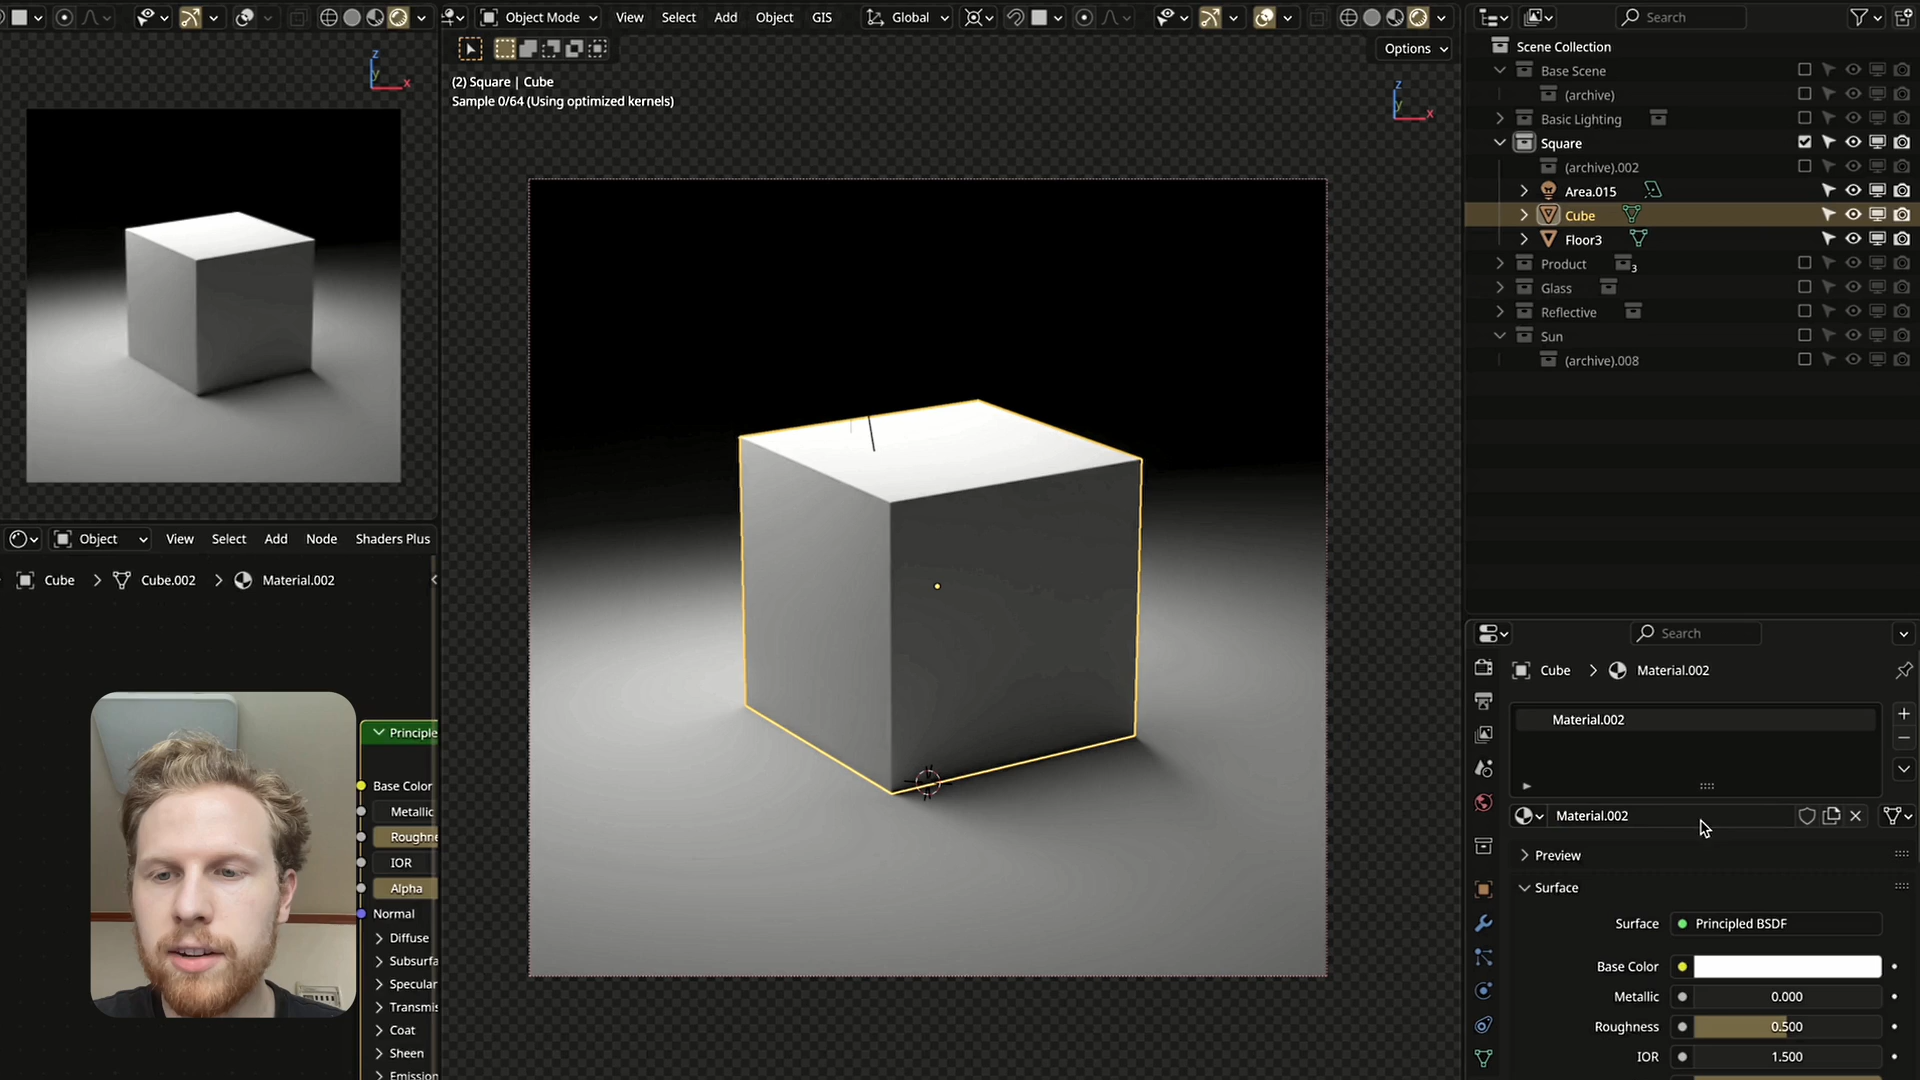 Object Mode View Select Add Object GIS Global
Options
(2) Square | Cube
Sample 0/64 (Using optimized kernels)
z
y
x
z
y
x
Object View Select Add Node Shaders Plus
Cube > Cube.002 > Material.002
Principle
Base Color
Metallic
Roughne
IOR
Alpha
Normal
Diffuse
Subsurfa
Specular
Transmis
Coat
Sheen
Emission
Search
Scene Collection
Base Scene
(archive)
Basic Lighting
Square
(archive).002
Area.015
Cube
Floor3
Product 3
Glass
Reflective
Sun
(archive).008
Search
Cube > Material.002
Material.002
Material.002
Preview
Surface
Surface Principled BSDF
Base Color
Metallic 0.000
Roughness 0.500
IOR 1.500